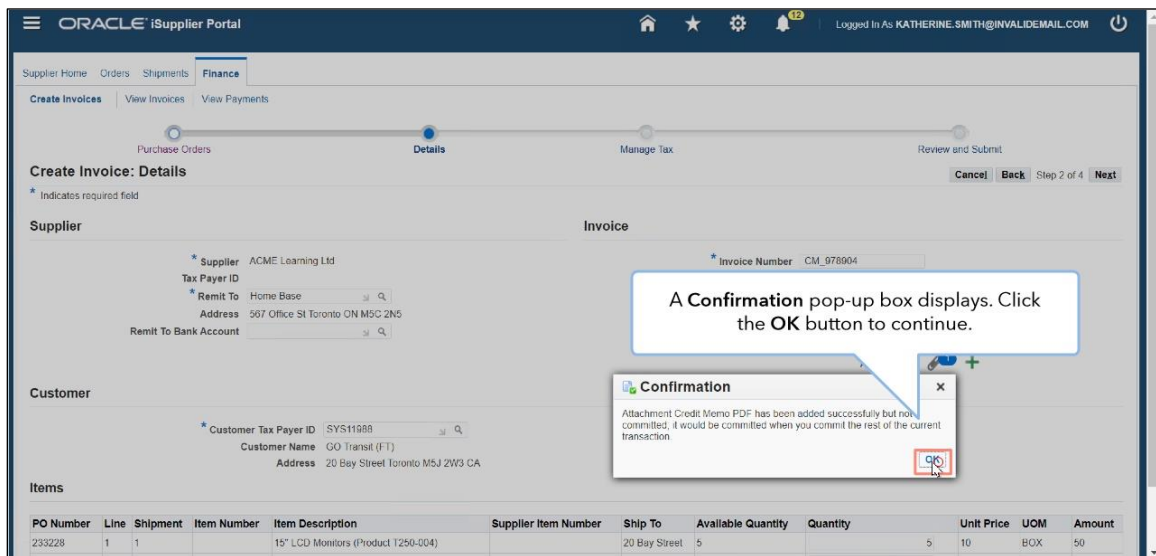 ORACLE iSupplier Portal
12
Logged In As KATHERINE.SMITH@INVALIDEMAIL.COM
Supplier Home Orders Shipments Finance
Create Invoices View Invoices View Payments
Purchase Orders Details Manage Tax Review and Submit
Create Invoice: Details
Cancel Back Step 2 of 4 Next
* Indicates required field
Supplier Invoice
* Supplier ACME Learning Ltd
* Invoice Number CM_978904
Tax Payer ID
* Remit To Home Base
Address 567 Office St Toronto ON M5C 2N5
Remit To Bank Account
A Confirmation pop-up box displays. Click
the OK button to continue.
Confirmation
Attachment Credit Memo PDF has been added successfully but not
committed; it would be committed when you commit the rest of the current
transaction.
OK
Customer
* Customer Tax Payer ID SYS11988
Customer Name GO Transit (FT)
Address 20 Bay Street Toronto M5J 2W3 CA
Items
PO Number Line Shipment Item Number Item Description Supplier Item Number Ship To Available Quantity Quantity Unit Price UOM Amount
233228 1 1 15" LCD Monitors (Product T250-004) 20 Bay Street 5 5 10 BOX 50